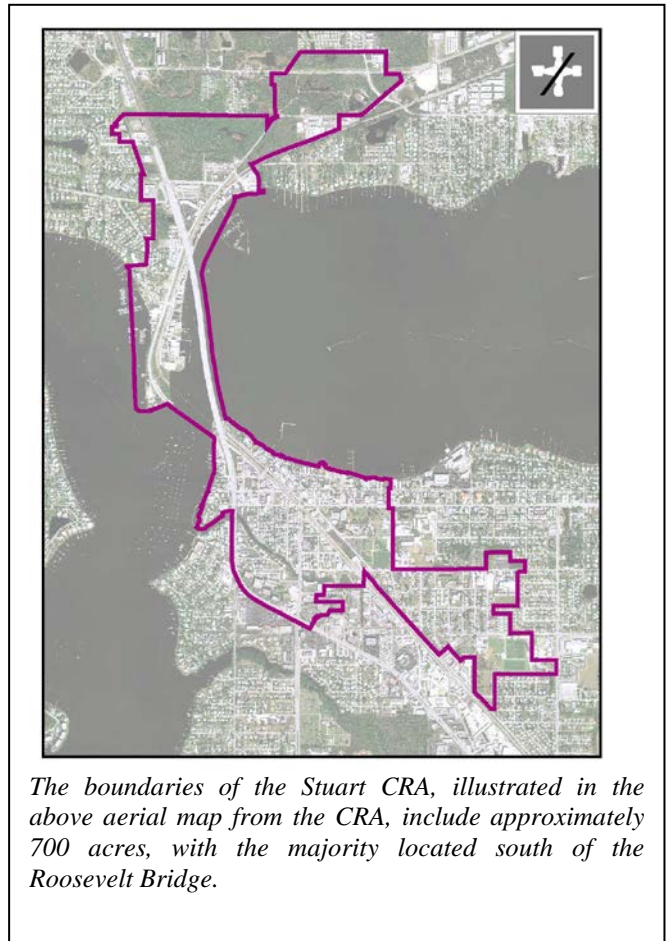 The boundaries of the Stuart CRA, illustrated in the
above aerial map from the CRA, include approximately
700 acres, with the majority located south of the
Roosevelt Bridge.